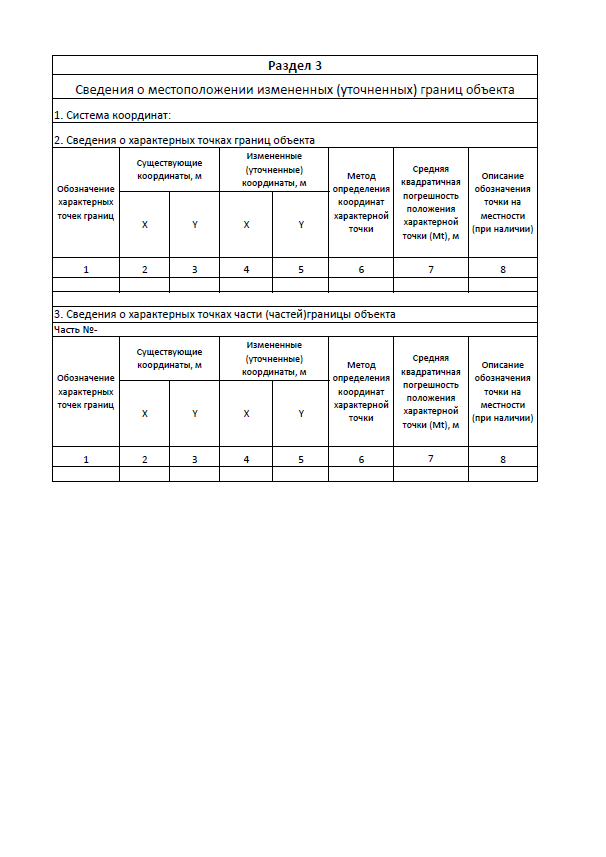 Раздел 3
Сведения о местоположении измененных (уточненных) границ объекта
1. Система координат:
2. Сведения о характерных точках границ объекта
Обозначение
характерных
точек границ
Существующие
координаты, м
Измененные
(уточненные)
координаты, м
Метод
определения
координат
характерной
точки
Средняя
квадратичная
погрешность
положения
характерной
точки (Mt), м
Описание
обозначения
точки на
местности
(при наличии)
X Y X Y
1 2 3 4 5 6 7 8
3. Сведения о характерных точках части (частей)границы объекта
Часть №-
Обозначение
характерных
точек границ
Существующие
координаты, м
Измененные
(уточненные)
координаты, м
Метод
определения
координат
характерной
точки
Средняя
квадратичная
погрешность
положения
характерной
точки (Mt), м
Описание
обозначения
точки на
местности
(при наличии)
X Y X Y
1 2 3 4 5 6 7 8